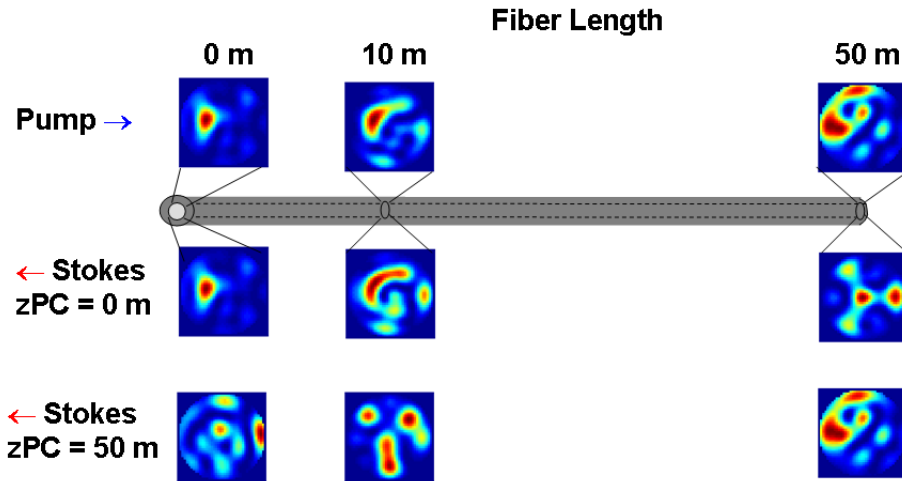 Fiber Length
0 m 10 m 50 m
Pump →
← Stokes
zPC = 0 m
← Stokes
zPC = 50 m